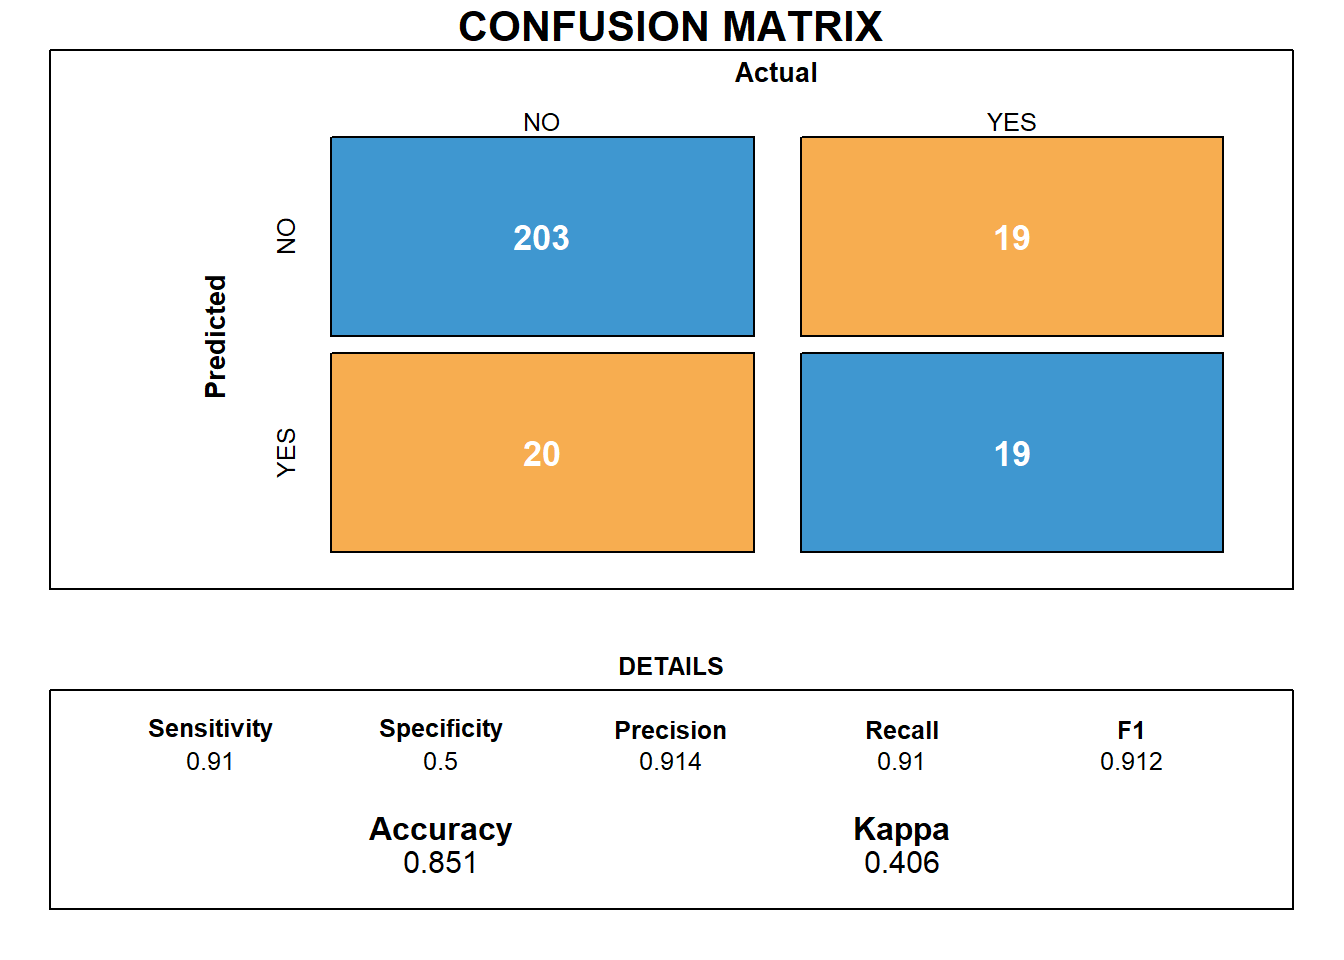 CONFUSION MATRIX
Actual
NO YES
Predicted
NO
203 19
YES
20 19
DETAILS
Sensitivity Specificity Precision Recall F1
0.91 0.5 0.914 0.91 0.912
Accuracy Kappa
0.851 0.406